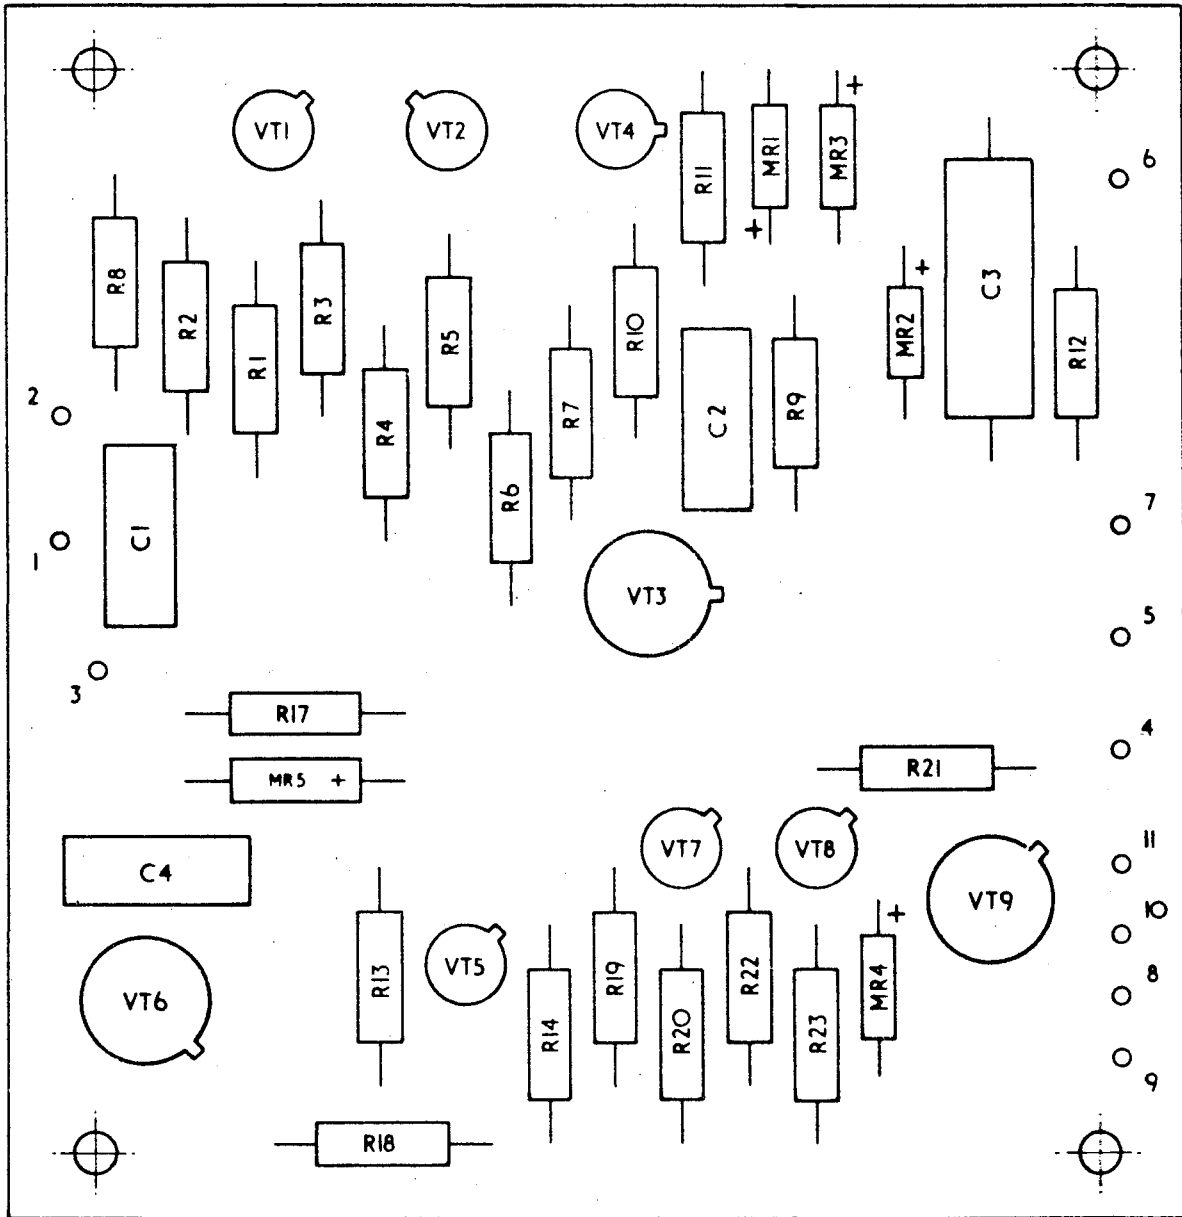 VT1 VT2 VT4
R11 MR1 + MR3 +
6
R8 R2 R1 R3 R4 R5 R6 R7 R10 C2 R9 MR2 + C3 R12
2
C1
1
7
VT3
5
3
R17
4
MR5 +
R21
VT7 VT8
11
C4
VT9
10
R13 VT5 R14 R19 R20 R22 R23 MR4 +
8
VT6
9
R18